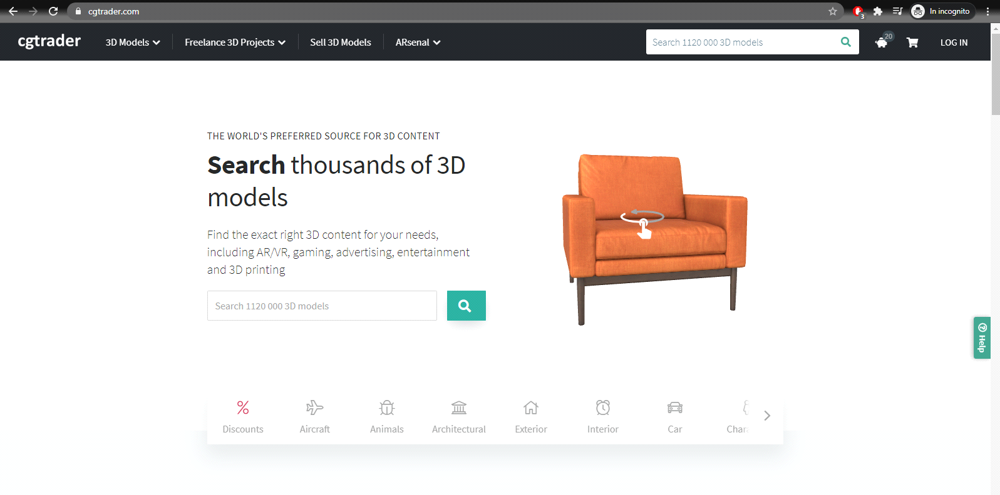 cgtrader.com
3
In incognito
cgtrader
3D Models
Freelance 3D Projects
Sell 3D Models
ARsenal
Search 1120 000 3D models
20
LOG IN
THE WORLD'S PREFERRED SOURCE FOR 3D CONTENT
Search thousands of 3D
models
Find the exact right 3D content for your needs,
including AR/VR, gaming, advertising, entertainment
and 3D printing
Search 1120 000 3D models
Help
Discounts
Aircraft
Animals
Architectural
Exterior
Interior
Car